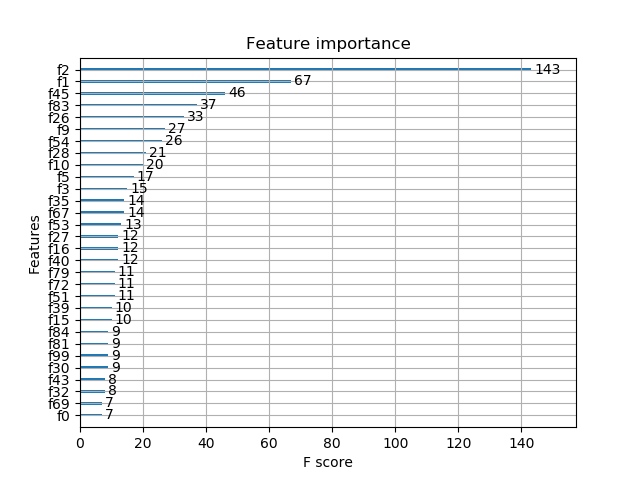 Feature importance
f2 143
f1 67
f45 46
f83 37
f26 33
f9 27
f54 26
f28 21
f10 20
f5 17
f3 15
f35 14
f67 14
f53 13
f27 12
f16 12
f40 12
f79 11
f72 11
f51 11
f39 10
f15 10
f84 9
f81 9
f99 9
f30 9
f43 8
f32 8
f69 7
f0 7
Features
0 20 40 60 80 100 120 140
F score